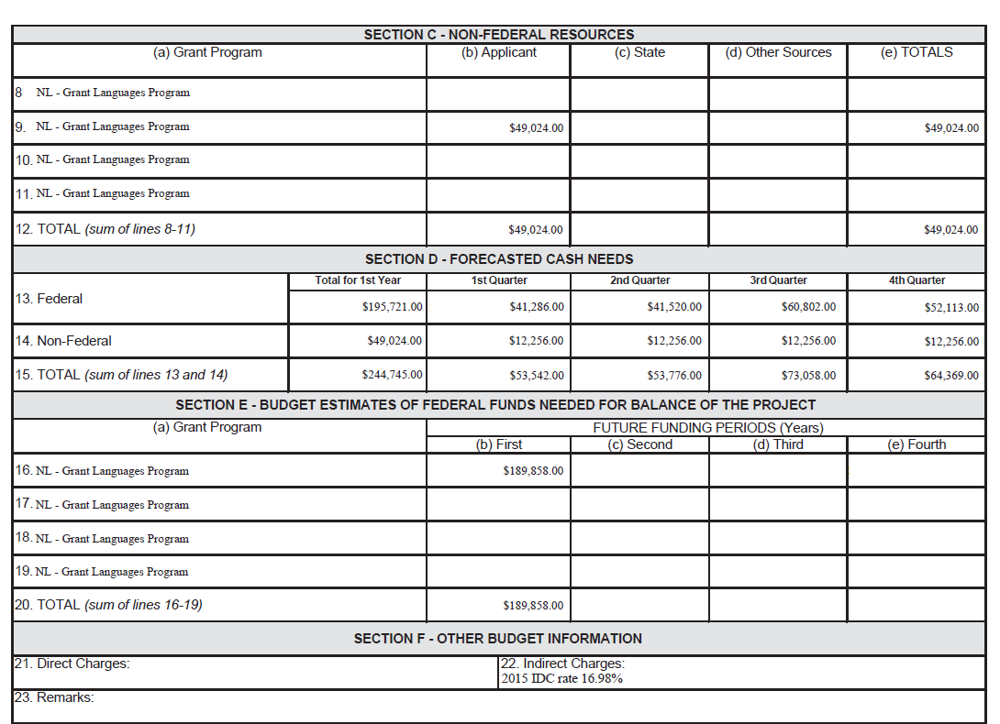 SECTION C - NON-FEDERAL RESOURCES
(a) Grant Program (b) Applicant (c) State (d) Other Sources (e) TOTALS
8 NL - Grant Languages Program
9. NL - Grant Languages Program $49,024.00 $49,024.00
10. NL - Grant Languages Program
11. NL - Grant Languages Program
12. TOTAL (sum of lines 8-11) $49,024.00 $49,024.00
SECTION D - FORECASTED CASH NEEDS
Total for 1st Year 1st Quarter 2nd Quarter 3rd Quarter 4th Quarter
13. Federal $195,721.00 $41,286.00 $41,520.00 $60,802.00 $52,113.00
14. Non-Federal $49,024.00 $12,256.00 $12,256.00 $12,256.00 $12,256.00
15. TOTAL (sum of lines 13 and 14) $244,745.00 $53,542.00 $53,776.00 $73,058.00 $64,369.00
SECTION E - BUDGET ESTIMATES OF FEDERAL FUNDS NEEDED FOR BALANCE OF THE PROJECT
(a) Grant Program FUTURE FUNDING PERIODS (Years)
(b) First (c) Second (d) Third (e) Fourth
16. NL - Grant Languages Program $189,858.00
17. NL - Grant Languages Program
18. NL - Grant Languages Program
19. NL - Grant Languages Program
20. TOTAL (sum of lines 16-19) $189,858.00
SECTION F - OTHER BUDGET INFORMATION
21. Direct Charges: 22. Indirect Charges:
2015 IDC rate 16.98%
23. Remarks: